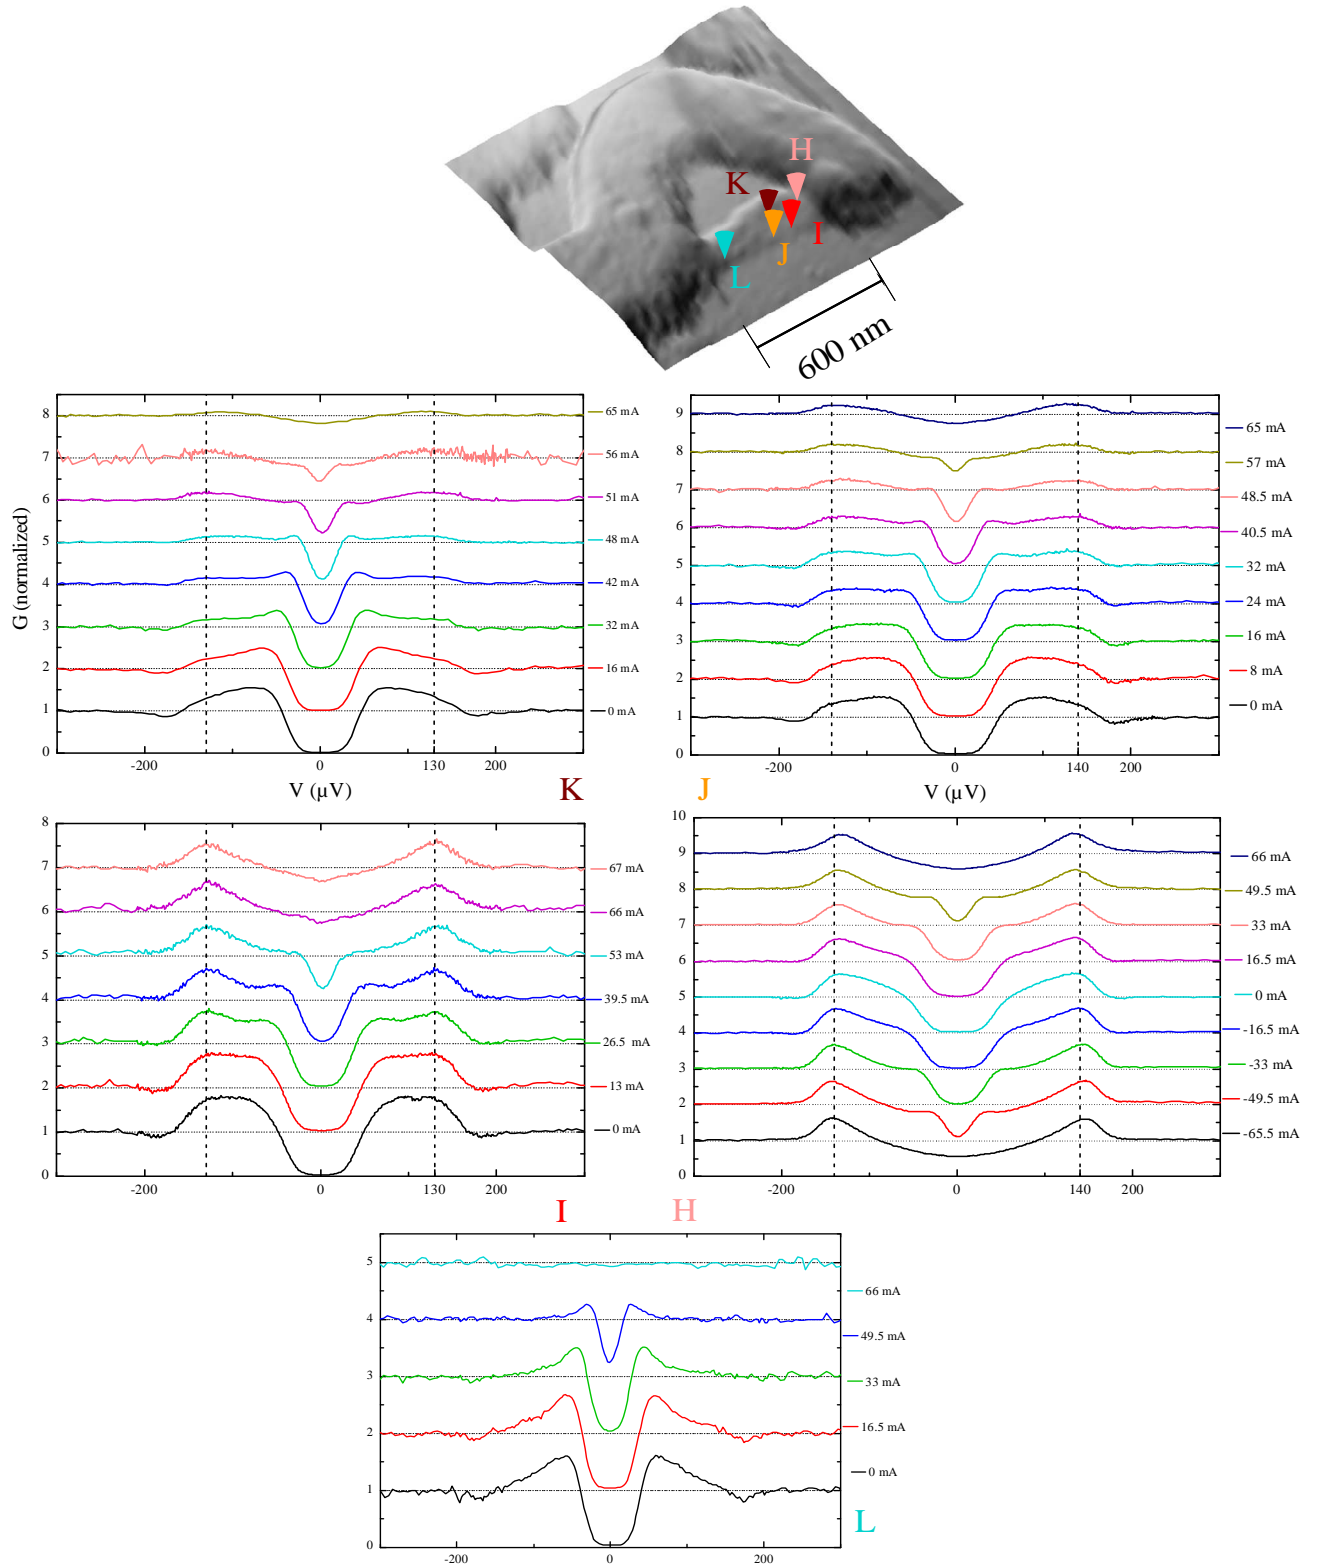 H
K
I
J
L
600 nm
G (normalized)
8
7
6
5
4
3
2
1
0
65 mA
56 mA
51 mA
48 mA
42 mA
32 mA
16 mA
0 mA
-200 0 130 200
V (µV)
K
9
8
7
6
5
4
3
2
1
0
65 mA
57 mA
48.5 mA
40.5 mA
32 mA
24 mA
16 mA
8 mA
0 mA
-200 0 140 200
J
V (µV)
8
7
6
5
4
3
2
1
0
67 mA
66 mA
53 mA
39.5 mA
26.5 mA
13 mA
0 mA
-200 0 130 200
I
10
9
8
7
6
5
4
3
2
1
0
66 mA
49.5 mA
33 mA
16.5 mA
0 mA
-16.5 mA
-33 mA
-49.5 mA
-65.5 mA
-200 0 140 200
H
5
4
3
2
1
0
66 mA
49.5 mA
33 mA
16.5 mA
0 mA
-200 0 200
L